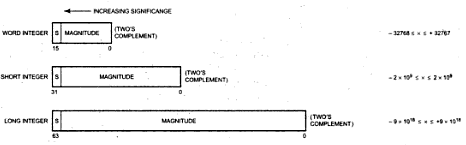 INCREASING SIGNIFICANGE
WORD INTEGER S MAGNITUDE (TWO'S COMPLEMENT) - 32768 ≤ x ≤ + 32767
15 0
SHORT INTEGER S MAGNITUDE (TWO'S COMPLEMENT) - 2 × 10⁹ ≤ x ≤ 2 × 10⁹
31 0
LONG INTEGER S MAGNITUDE (TWO'S COMPLEMENT) - 9 × 10¹⁸ ≤ x ≤ +9 × 10¹⁸
63 0